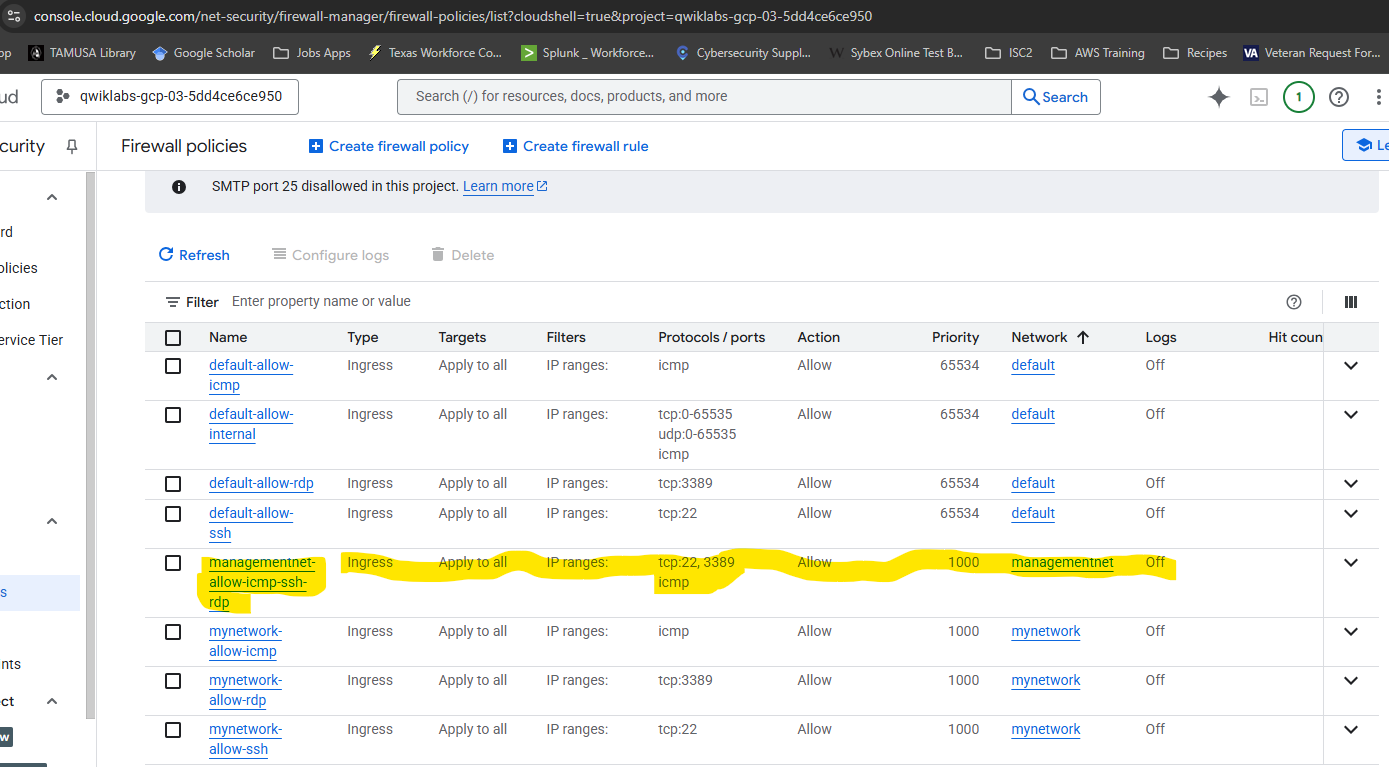 console.cloud.google.com/net-security/firewall-manager/firewall-policies/list?cloudshell=true&project=qwiklabs-gcp-03-5dd4ce6ce950
pp TAMUSA Library Google Scholar Jobs Apps Texas Workforce Co... Splunk _ Workforce... Cybersecurity Suppl... Sybex Online Test B... ISC2 AWS Training Recipes VA Veteran Request For...
ud qwiklabs-gcp-03-5dd4ce6ce950 Search (/) for resources, docs, products, and more Search 1
curity Firewall policies Create firewall policy Create firewall rule Le
SMTP port 25 disallowed in this project. Learn more
rd
olicies
ction
ervice Tier
s
nts
ct
w
Refresh Configure logs Delete
Filter Enter property name or value
Name Type Targets Filters Protocols / ports Action Priority Network Logs Hit coun
default-allow- Ingress Apply to all IP ranges: icmp Allow 65534 default Off
icmp
default-allow- Ingress Apply to all IP ranges: tcp:0-65535 Allow 65534 default Off
internal udp:0-65535
icmp
default-allow-rdp Ingress Apply to all IP ranges: tcp:3389 Allow 65534 default Off
default-allow- Ingress Apply to all IP ranges: tcp:22 Allow 65534 default Off
ssh
managementnet- Ingress Apply to all IP ranges: tcp:22, 3389 Allow 1000 managementnet Off
allow-icmp-ssh- icmp
rdp
mynetwork- Ingress Apply to all IP ranges: icmp Allow 1000 mynetwork Off
allow-icmp
mynetwork- Ingress Apply to all IP ranges: tcp:3389 Allow 1000 mynetwork Off
allow-rdp
mynetwork- Ingress Apply to all IP ranges: tcp:22 Allow 1000 mynetwork Off
allow-ssh